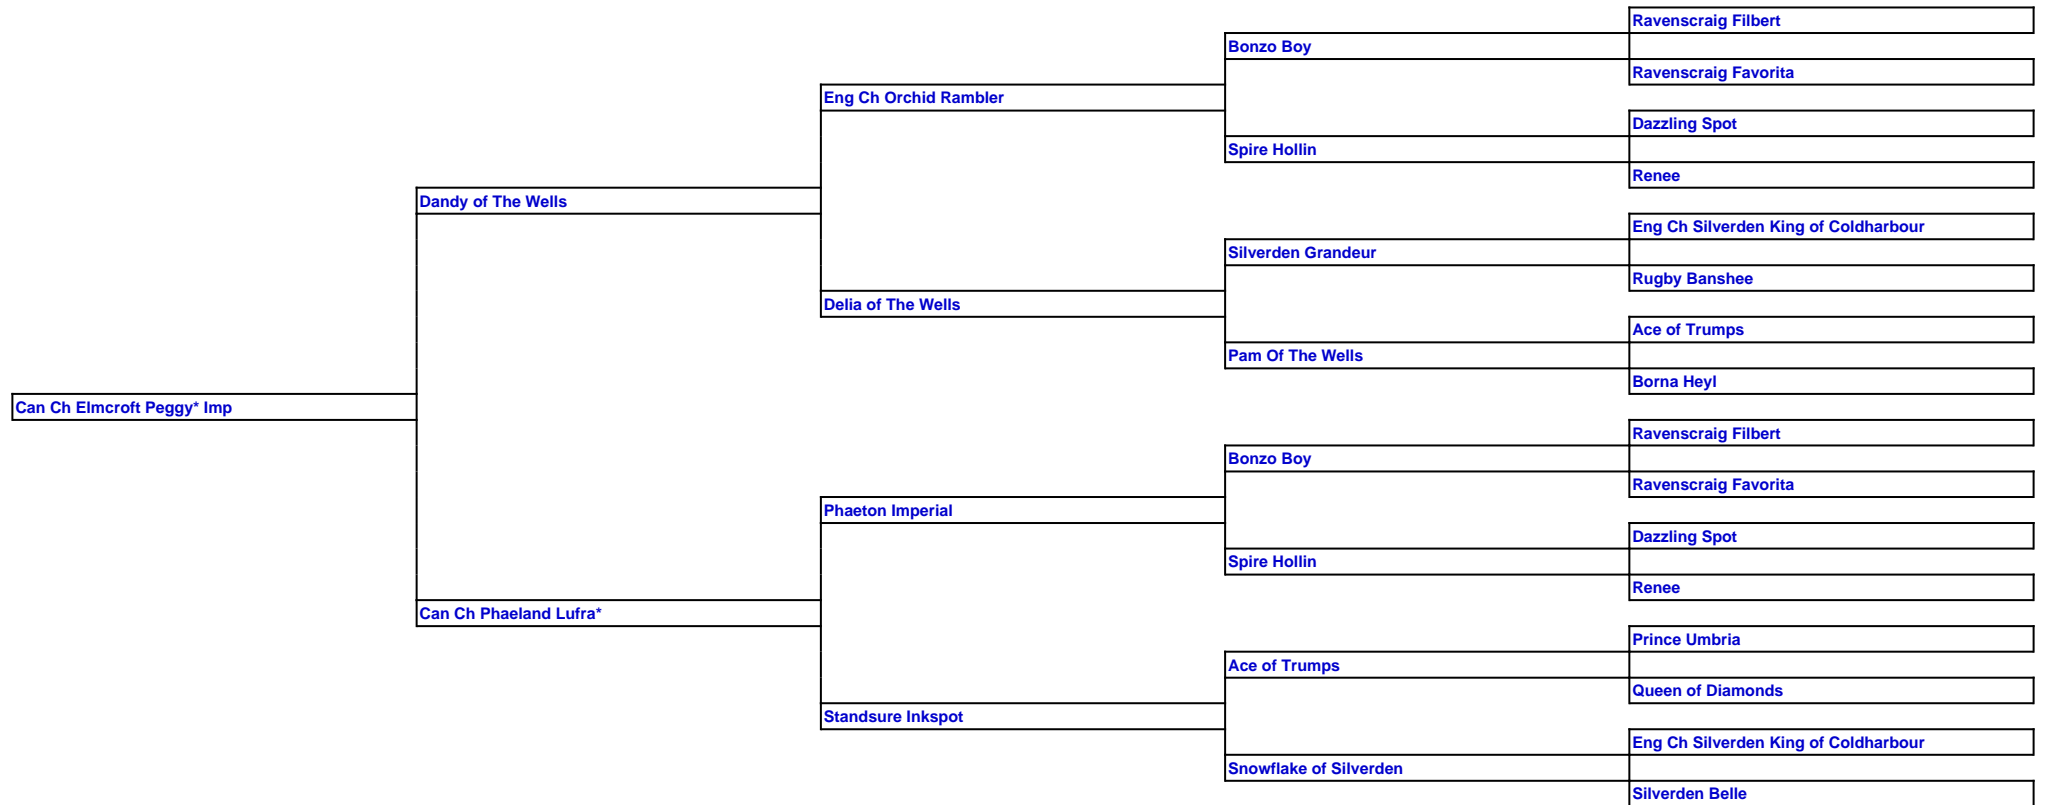 Ravenscraig Filbert
Bonzo Boy
Ravenscraig Favorita
Eng Ch Orchid Rambler
Dazzling Spot
Spire Hollin
Renee
Dandy of The Wells
Eng Ch Silverden King of Coldharbour
Silverden Grandeur
Rugby Banshee
Delia of The Wells
Ace of Trumps
Pam Of The Wells
Borna Heyl
Can Ch Elmcroft Peggy* Imp
Ravenscraig Filbert
Bonzo Boy
Ravenscraig Favorita
Phaeton Imperial
Dazzling Spot
Spire Hollin
Renee
Can Ch Phaeland Lufra*
Prince Umbria
Ace of Trumps
Queen of Diamonds
Standsure Inkspot
Eng Ch Silverden King of Coldharbour
Snowflake of Silverden
Silverden Belle